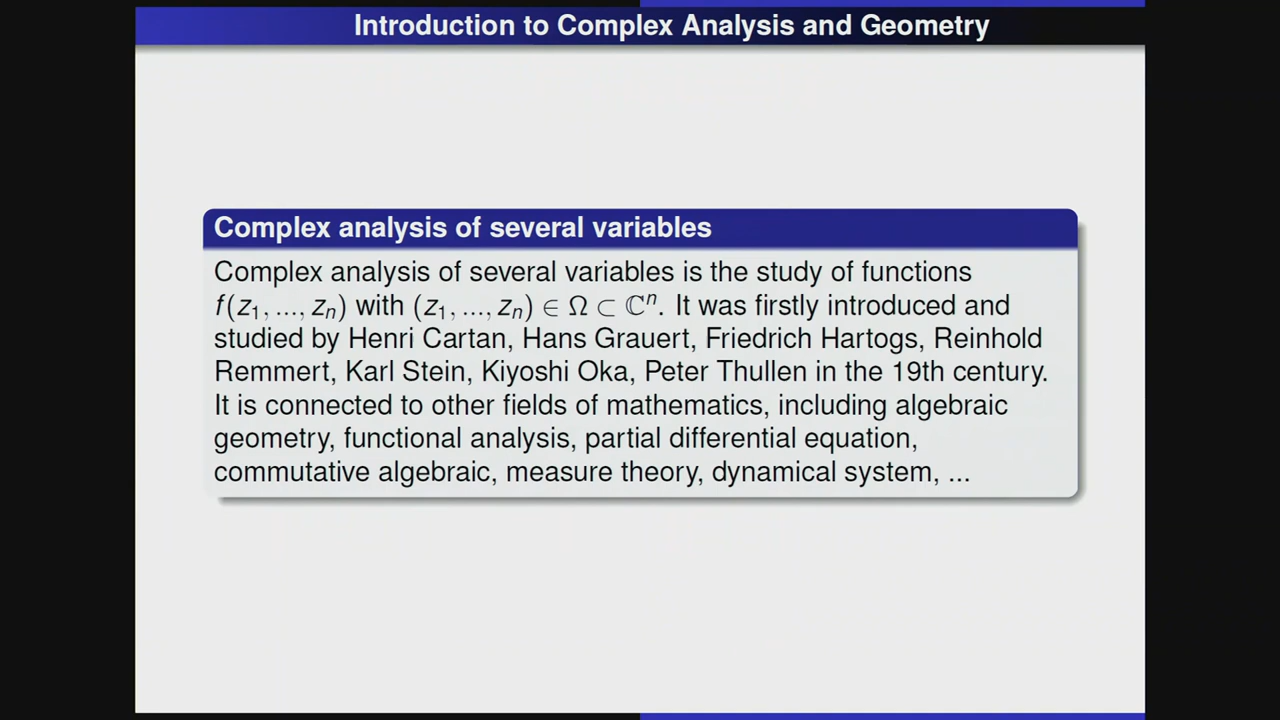 Introduction to Complex Analysis and Geometry
Complex analysis of several variables
Complex analysis of several variables is the study of functions
f(z₁, ..., zₙ) with (z₁, ..., zₙ) ∈ Ω ⊂ ℂⁿ. It was firstly introduced and
studied by Henri Cartan, Hans Grauert, Friedrich Hartogs, Reinhold
Remmert, Karl Stein, Kiyoshi Oka, Peter Thullen in the 19th century.
It is connected to other fields of mathematics, including algebraic
geometry, functional analysis, partial differential equation,
commutative algebraic, measure theory, dynamical system, ...